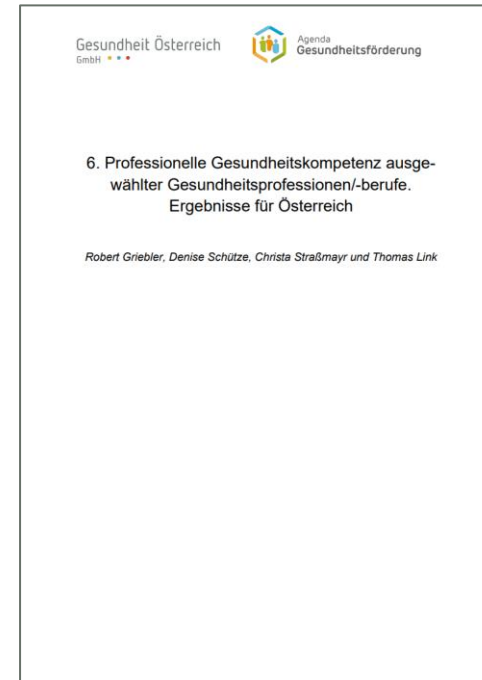 Gesundheit Österreich
GmbH
Agenda
Gesundheitsförderung
6. Professionelle Gesundheitskompetenz ausge-
wählter Gesundheitsprofessionen/-berufe.
Ergebnisse für Österreich
Robert Griebler, Denise Schütze, Christa Straßmayr und Thomas Link